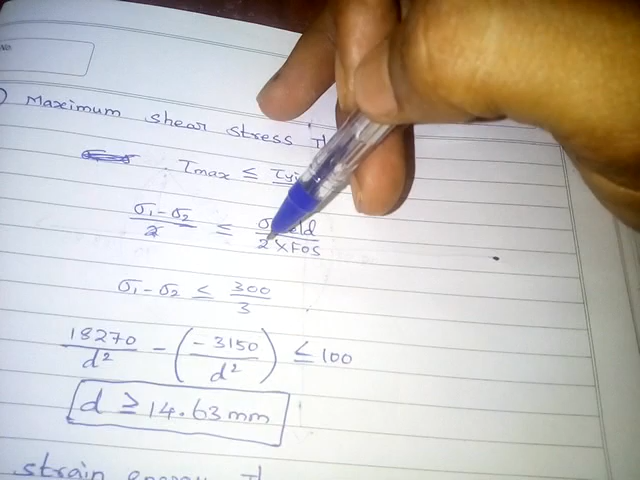 Maximum shear stress
τmax ≤
(σ1 - σ2)/2 ≤ /(2 × FOS)
σ1 - σ2 ≤ 300/3
18270/d² - (-3150/d²) ≤ 100
d ≥ 14.63 mm
strain energy